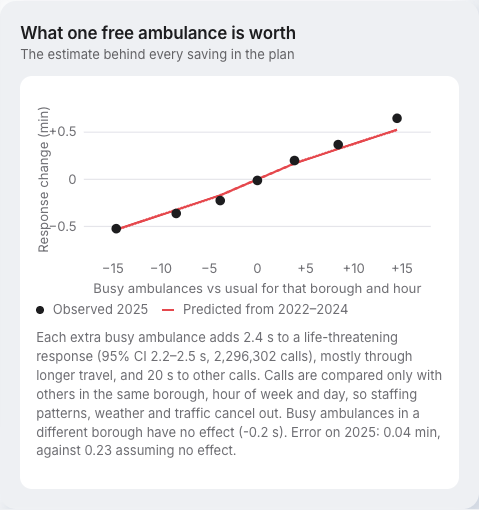 What one free ambulance is worth
The estimate behind every saving in the plan
Response change (min)
+0.5
0
−0.5
−15 −10 −5 0 +5 +10 +15
Busy ambulances vs usual for that borough and hour
Observed 2025 Predicted from 2022–2024
Each extra busy ambulance adds 2.4 s to a life-threatening
response (95% CI 2.2–2.5 s, 2,296,302 calls), mostly through
longer travel, and 20 s to other calls. Calls are compared only with
others in the same borough, hour of week and day, so staffing
patterns, weather and traffic cancel out. Busy ambulances in a
different borough have no effect (-0.2 s). Error on 2025: 0.04 min,
against 0.23 assuming no effect.